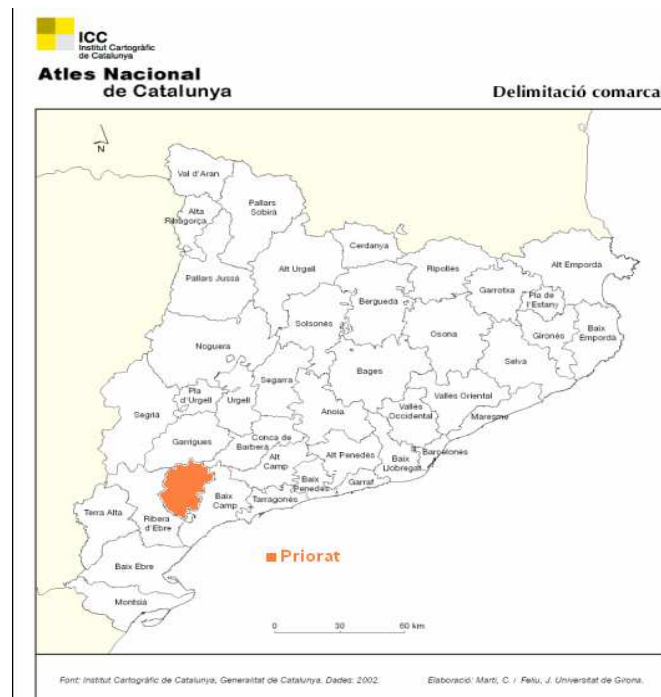 ICC
Institut Cartogràfic
de Catalunya
Atles Nacional
de Catalunya
Delimitació comarca
N
Val d'Aran
Pallars
Sobirà
Alta
Ribagorça
Cerdanya
Alt Urgell
Ripollès
Alt Empordà
Pallars Jussà
Berguedà
Garrotxa
Pla de
l'Estany
Solsonès
Osona
Gironès
Baix
Empordà
Noguera
Selva
Bages
Segarra
Pla
d'Urgell
Urgell
Vallès Oriental
Segrià
Anoia
Vallès
Occidental
Maresme
Garrigues
Conca de
Barberà
Alt Penedès
Barcelonès
Alt
Camp
Baix
Llobregat
Baix
Penedès
Garraf
Baix
Camp
Tarragonès
Terra Alta
Ribera
d'Ebre
Priorat
Baix Ebre
Montsià
0 30 60 km
Font: Institut Cartogràfic de Catalunya, Generalitat de Catalunya. Dades: 2002.
Elaboració: Martí, C. i Feliu, J. Universitat de Girona.